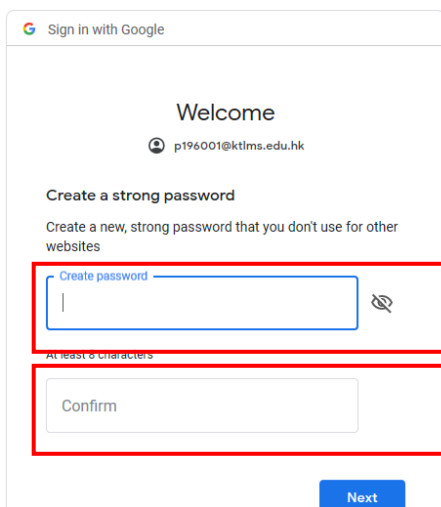 Sign in with Google
Welcome
p196001@ktlms.edu.hk
Create a strong password
Create a new, strong password that you don't use for other
websites
Create password
At least 8 characters
Confirm
Next